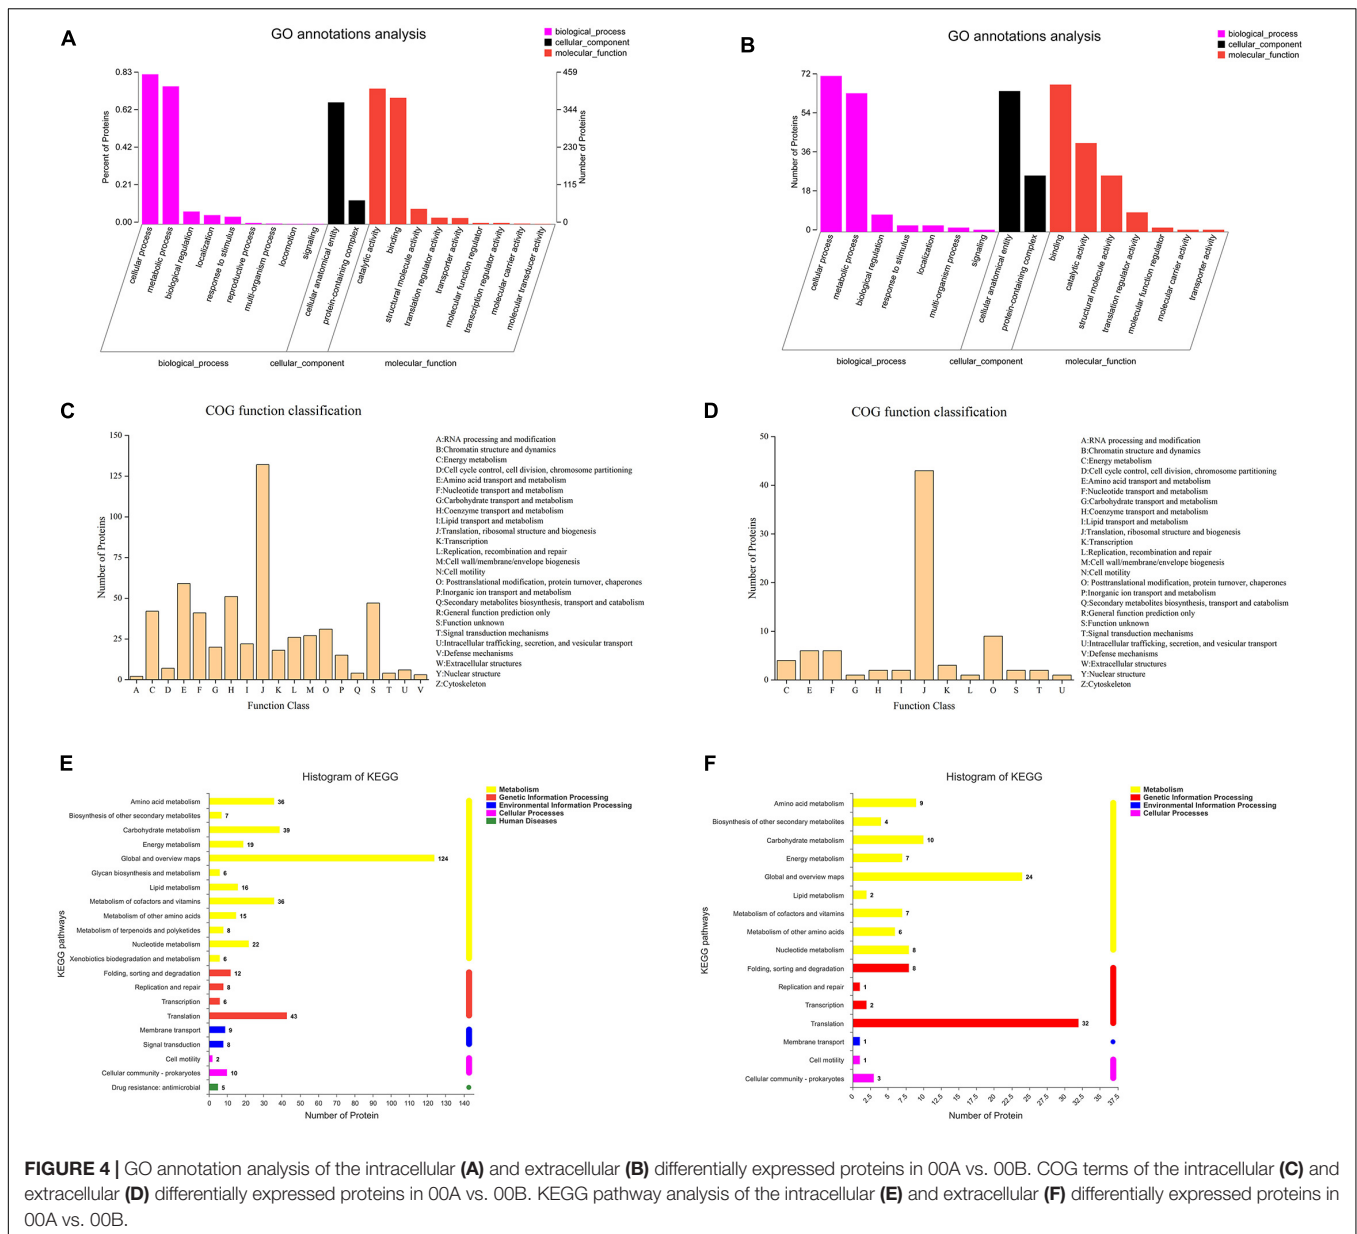 A
GO annotations analysis
biological_process
cellular_component
molecular_function
Percent of Proteins
0.83
0.62
0.42
0.21
0.00
459
344
230
115
0
Number of Proteins
cellular process
metabolic process
biological regulation
localization
response to stimulus
reproductive process
multi-organism process
locomotion
signaling
cellular anatomical entity
protein-containing complex
catalytic activity
binding
structural molecule activity
translation regulator activity
transporter activity
molecular function regulator
transcription regulator activity
molecular carrier activity
molecular transducer activity
biological_process
cellular_component
molecular_function
B
GO annotations analysis
biological_process
cellular_component
molecular_function
Number of Proteins
72
54
36
18
0
cellular process
metabolic process
biological regulation
response to stimulus
localization
multi-organism process
signaling
cellular anatomical entity
protein-containing complex
binding
catalytic activity
structural molecule activity
translation regulator activity
molecular function regulator
molecular carrier activity
transporter activity
biological_process
cellular_component
molecular_function
C
COG function classification
Number of Proteins
150
125
100
75
50
25
0
A C D E F G H I J K L M O P Q S T U V
Function Class
A:RNA processing and modification
B:Chromatin structure and dynamics
C:Energy metabolism
D:Cell cycle control, cell division, chromosome partitioning
E:Amino acid transport and metabolism
F:Nucleotide transport and metabolism
G:Carbohydrate transport and metabolism
H:Coenzyme transport and metabolism
I:Lipid transport and metabolism
J:Translation, ribosomal structure and biogenesis
K:Transcription
L:Replication, recombination and repair
M:Cell wall/membrane/envelope biogenesis
N:Cell motility
O: Posttranslational modification, protein turnover, chaperones
P:Inorganic ion transport and metabolism
Q:Secondary metabolites biosynthesis, transport and catabolism
R:General function prediction only
S:Function unknown
T:Signal transduction mechanisms
U:Intracellular trafficking, secretion, and vesicular transport
V:Defense mechanisms
W:Extracellular structures
Y:Nuclear structure
Z:Cytoskeleton
D
COG function classification
Number of Proteins
50
40
30
20
10
0
C E F G H I J K L O S T U
Function Class
A:RNA processing and modification
B:Chromatin structure and dynamics
C:Energy metabolism
D:Cell cycle control, cell division, chromosome partitioning
E:Amino acid transport and metabolism
F:Nucleotide transport and metabolism
G:Carbohydrate transport and metabolism
H:Coenzyme transport and metabolism
I:Lipid transport and metabolism
J:Translation, ribosomal structure and biogenesis
K:Transcription
L:Replication, recombination and repair
M:Cell wall/membrane/envelope biogenesis
N:Cell motility
O: Posttranslational modification, protein turnover, chaperones
P:Inorganic ion transport and metabolism
Q:Secondary metabolites biosynthesis, transport and catabolism
R:General function prediction only
S:Function unknown
T:Signal transduction mechanisms
U:Intracellular trafficking, secretion, and vesicular transport
V:Defense mechanisms
W:Extracellular structures
Y:Nuclear structure
Z:Cytoskeleton
E
Histogram of KEGG
Metabolism
Genetic Information Processing
Environmental Information Processing
Cellular Processes
Human Diseases
KEGG pathways
Amino acid metabolism 36
Biosynthesis of other secondary metabolites 7
Carbohydrate metabolism 39
Energy metabolism 19
Global and overview maps 124
Glycan biosynthesis and metabolism 6
Lipid metabolism 16
Metabolism of cofactors and vitamins 36
Metabolism of other amino acids 15
Metabolism of terpenoids and polyketides 8
Nucleotide metabolism 22
Xenobiotics biodegradation and metabolism 6
Folding, sorting and degradation 12
Replication and repair 8
Transcription 6
Translation 43
Membrane transport 9
Signal transduction 8
Cell motility 2
Cellular community - prokaryotes 10
Drug resistance: antimicrobial 5
0 10 20 30 40 50 60 70 80 90 100 110 120 130 140
Number of Protein
F
Histogram of KEGG
Metabolism
Genetic Information Processing
Environmental Information Processing
Cellular Processes
KEGG pathways
Amino acid metabolism 9
Biosynthesis of other secondary metabolites 4
Carbohydrate metabolism 10
Energy metabolism 7
Global and overview maps 24
Lipid metabolism 2
Metabolism of cofactors and vitamins 7
Metabolism of other amino acids 6
Nucleotide metabolism 8
Folding, sorting and degradation 8
Replication and repair 1
Transcription 2
Translation 32
Membrane transport 1
Cell motility 1
Cellular community - prokaryotes 3
0 2.5 5 7.5 10 12.5 15 17.5 20 22.5 25 27.5 30 32.5 35 37.5
Number of Protein
FIGURE 4 | GO annotation analysis of the intracellular (A) and extracellular (B) differentially expressed proteins in 00A vs. 00B. COG terms of the intracellular (C) and
extracellular (D) differentially expressed proteins in 00A vs. 00B. KEGG pathway analysis of the intracellular (E) and extracellular (F) differentially expressed proteins in
00A vs. 00B.